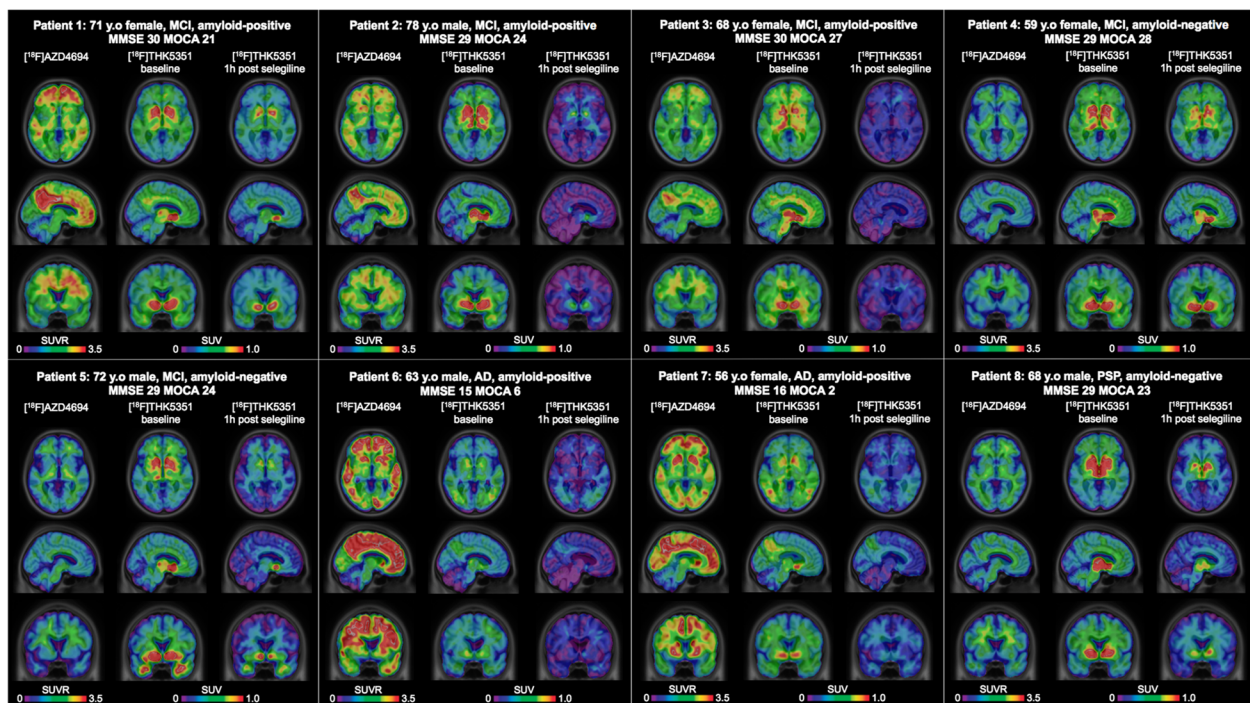 Patient 1: 71 y.o female, MCI, amyloid-positive
MMSE 30 MOCA 21
[¹⁸F]AZD4694
[¹⁸F]THK5351
baseline
[¹⁸F]THK5351
1h post selegiline
SUVR
0 3.5
SUV
0 1.0
Patient 2: 78 y.o male, MCI, amyloid-positive
MMSE 29 MOCA 24
[¹⁸F]AZD4694
[¹⁸F]THK5351
baseline
[¹⁸F]THK5351
1h post selegiline
SUVR
0 3.5
SUV
0 1.0
Patient 3: 68 y.o female, MCI, amyloid-positive
MMSE 30 MOCA 27
[¹⁸F]AZD4694
[¹⁸F]THK5351
baseline
[¹⁸F]THK5351
1h post selegiline
SUVR
0 3.5
SUV
0 1.0
Patient 4: 59 y.o female, MCI, amyloid-negative
MMSE 29 MOCA 28
[¹⁸F]AZD4694
[¹⁸F]THK5351
baseline
[¹⁸F]THK5351
1h post selegiline
SUVR
0 3.5
SUV
0 1.0
Patient 5: 72 y.o male, MCI, amyloid-negative
MMSE 29 MOCA 24
[¹⁸F]AZD4694
[¹⁸F]THK5351
baseline
[¹⁸F]THK5351
1h post selegiline
SUVR
0 3.5
SUV
0 1.0
Patient 6: 63 y.o male, AD, amyloid-positive
MMSE 15 MOCA 6
[¹⁸F]AZD4694
[¹⁸F]THK5351
baseline
[¹⁸F]THK5351
1h post selegiline
SUVR
0 3.5
SUV
0 1.0
Patient 7: 56 y.o female, AD, amyloid-positive
MMSE 16 MOCA 2
[¹⁸F]AZD4694
[¹⁸F]THK5351
baseline
[¹⁸F]THK5351
1h post selegiline
SUVR
0 3.5
SUV
0 1.0
Patient 8: 68 y.o male, PSP, amyloid-negative
MMSE 29 MOCA 23
[¹⁸F]AZD4694
[¹⁸F]THK5351
baseline
[¹⁸F]THK5351
1h post selegiline
SUVR
0 3.5
SUV
0 1.0